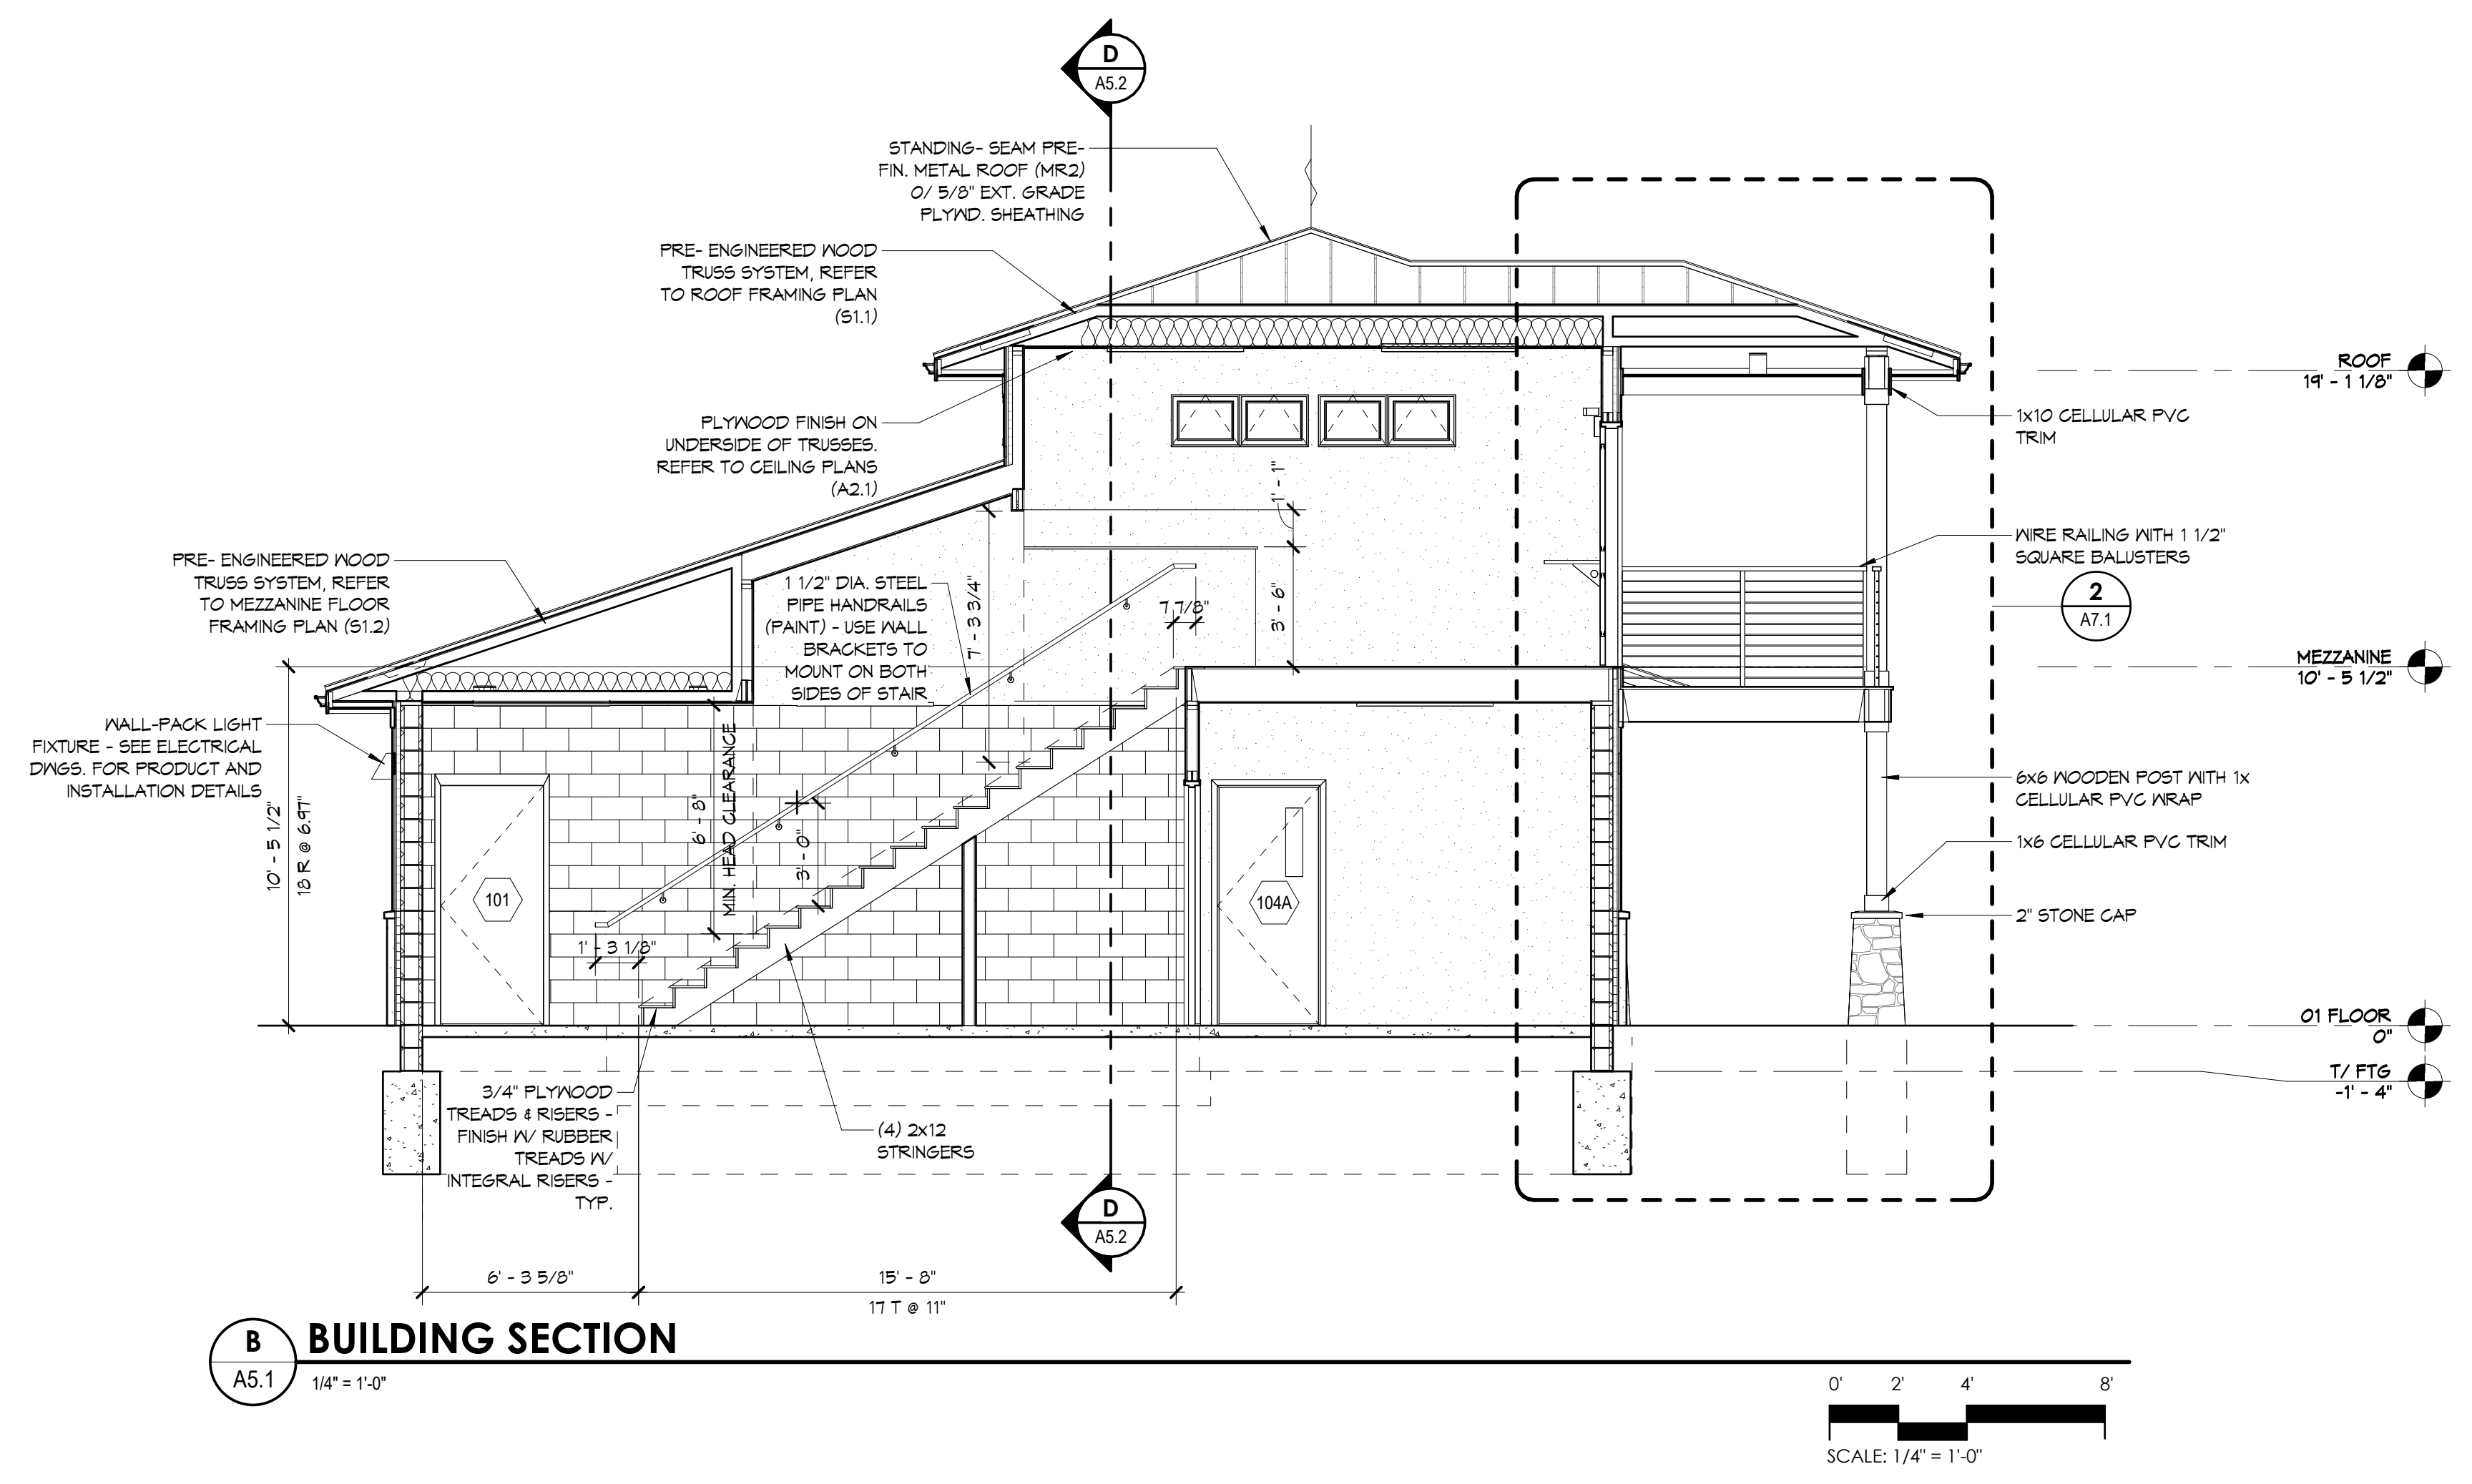 D
A5.2
STANDING- SEAM PRE-
FIN. METAL ROOF (MR2)
O/ 5/8" EXT. GRADE
PLYWD. SHEATHING
PRE- ENGINEERED WOOD
TRUSS SYSTEM, REFER
TO ROOF FRAMING PLAN
(S1.1)
ROOF
19' - 1 1/8"
1x10 CELLULAR PVC
TRIM
PLYWOOD FINISH ON
UNDERSIDE OF TRUSSES.
REFER TO CEILING PLANS
(A2.1)
1' - 1"
WIRE RAILING WITH 1 1/2"
SQUARE BALUSTERS
PRE- ENGINEERED WOOD
TRUSS SYSTEM, REFER
TO MEZZANINE FLOOR
FRAMING PLAN (S1.2)
1 1/2" DIA. STEEL
PIPE HANDRAILS
(PAINT) - USE WALL
BRACKETS TO
MOUNT ON BOTH
SIDES OF STAIR
7' - 3 3/4"
7 7/8"
3' - 6"
2
A7.1
MEZZANINE
10' - 5 1/2"
WALL-PACK LIGHT
FIXTURE - SEE ELECTRICAL
DWGS. FOR PRODUCT AND
INSTALLATION DETAILS
6x6 WOODEN POST WITH 1x
CELLULAR PVC WRAP
10' - 5 1/2"
18 R @ 6.97"
6' - 8"
MIN. HEAD CLEARANCE
3' - 0"
1x6 CELLULAR PVC TRIM
101
104A
2" STONE CAP
1' - 3 1/8"
01 FLOOR
0"
T/ FTG
-1' - 4"
3/4" PLYWOOD
TREADS & RISERS -
FINISH W/ RUBBER
TREADS W/
INTEGRAL RISERS -
TYP.
(4) 2x12
STRINGERS
D
A5.2
6' - 3 5/8"
15' - 8"
17 T @ 11"
B
A5.1
BUILDING SECTION
1/4" = 1'-0"
0' 2' 4' 8'
SCALE: 1/4" = 1'-0"